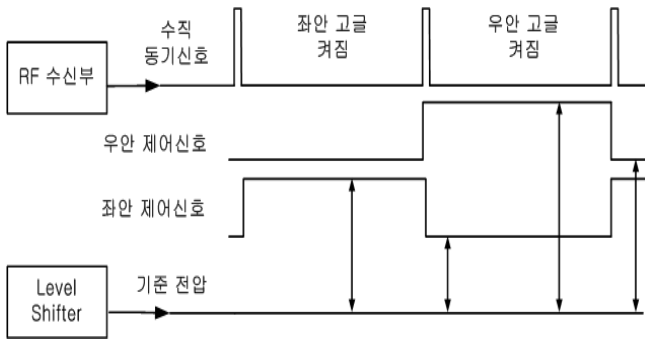 수직
동기신호
좌안 고글
켜짐
우안 고글
켜짐
RF 수신부
우안 제어신호
좌안 제어신호
Level
Shifter
기준 전압